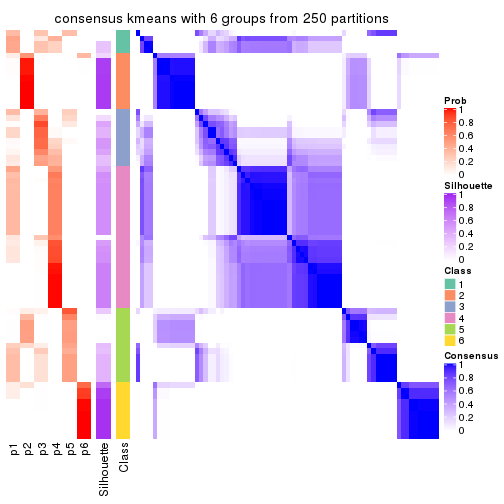 consensus kmeans with 6 groups from 250 partitions
p1
p2
p3
p4
p5
p6
Silhouette
Class
Prob
1
0.8
0.6
0.4
0.2
0
Silhouette
1
0.8
0.6
0.4
0.2
0
Class
1
2
3
4
5
6
Consensus
1
0.8
0.6
0.4
0.2
0